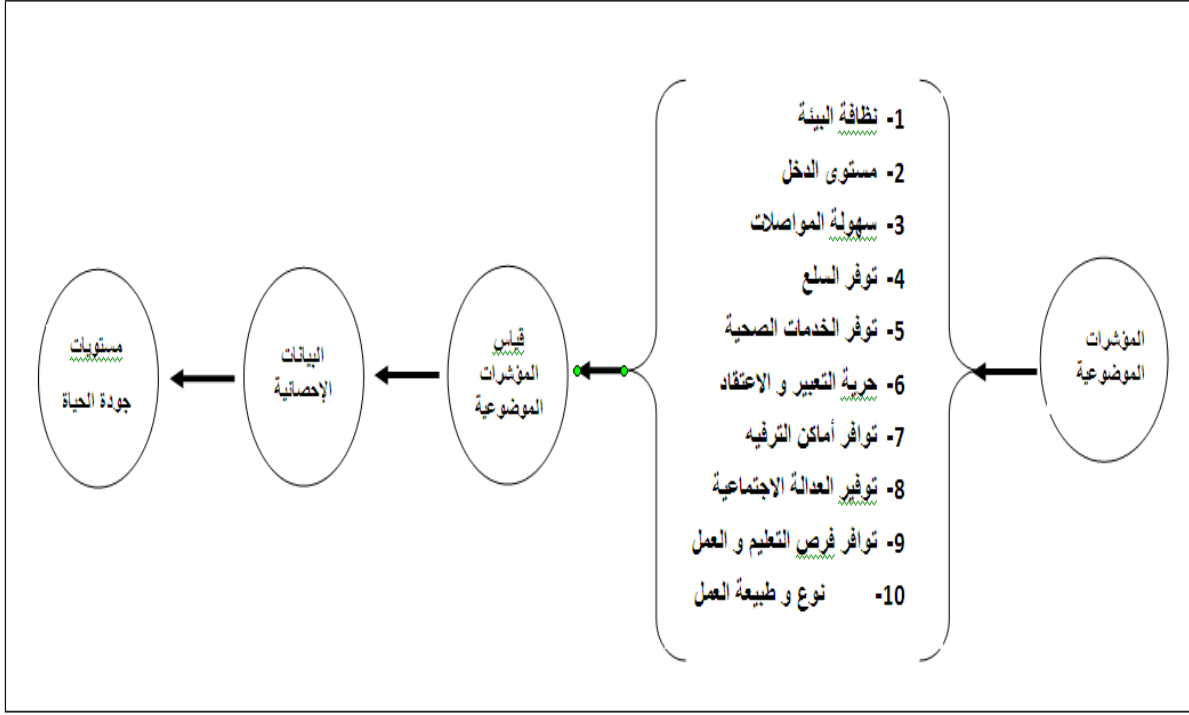 المؤشرات
الموضوعية
1- نظافة البيئة
2- مستوى الدخل
3- سهولة المواصلات
4- توفر السلع
5- توفر الخدمات الصحية
6- حرية التعبير و الاعتقاد
7- توافر أماكن الترفيه
8- توفير العدالة الاجتماعية
9- توافر فرص التعليم و العمل
10- نوع و طبيعة العمل
قياس
المؤشرات
الموضوعية
البيانات
الإحصائية
مستويات
جودة الحياة